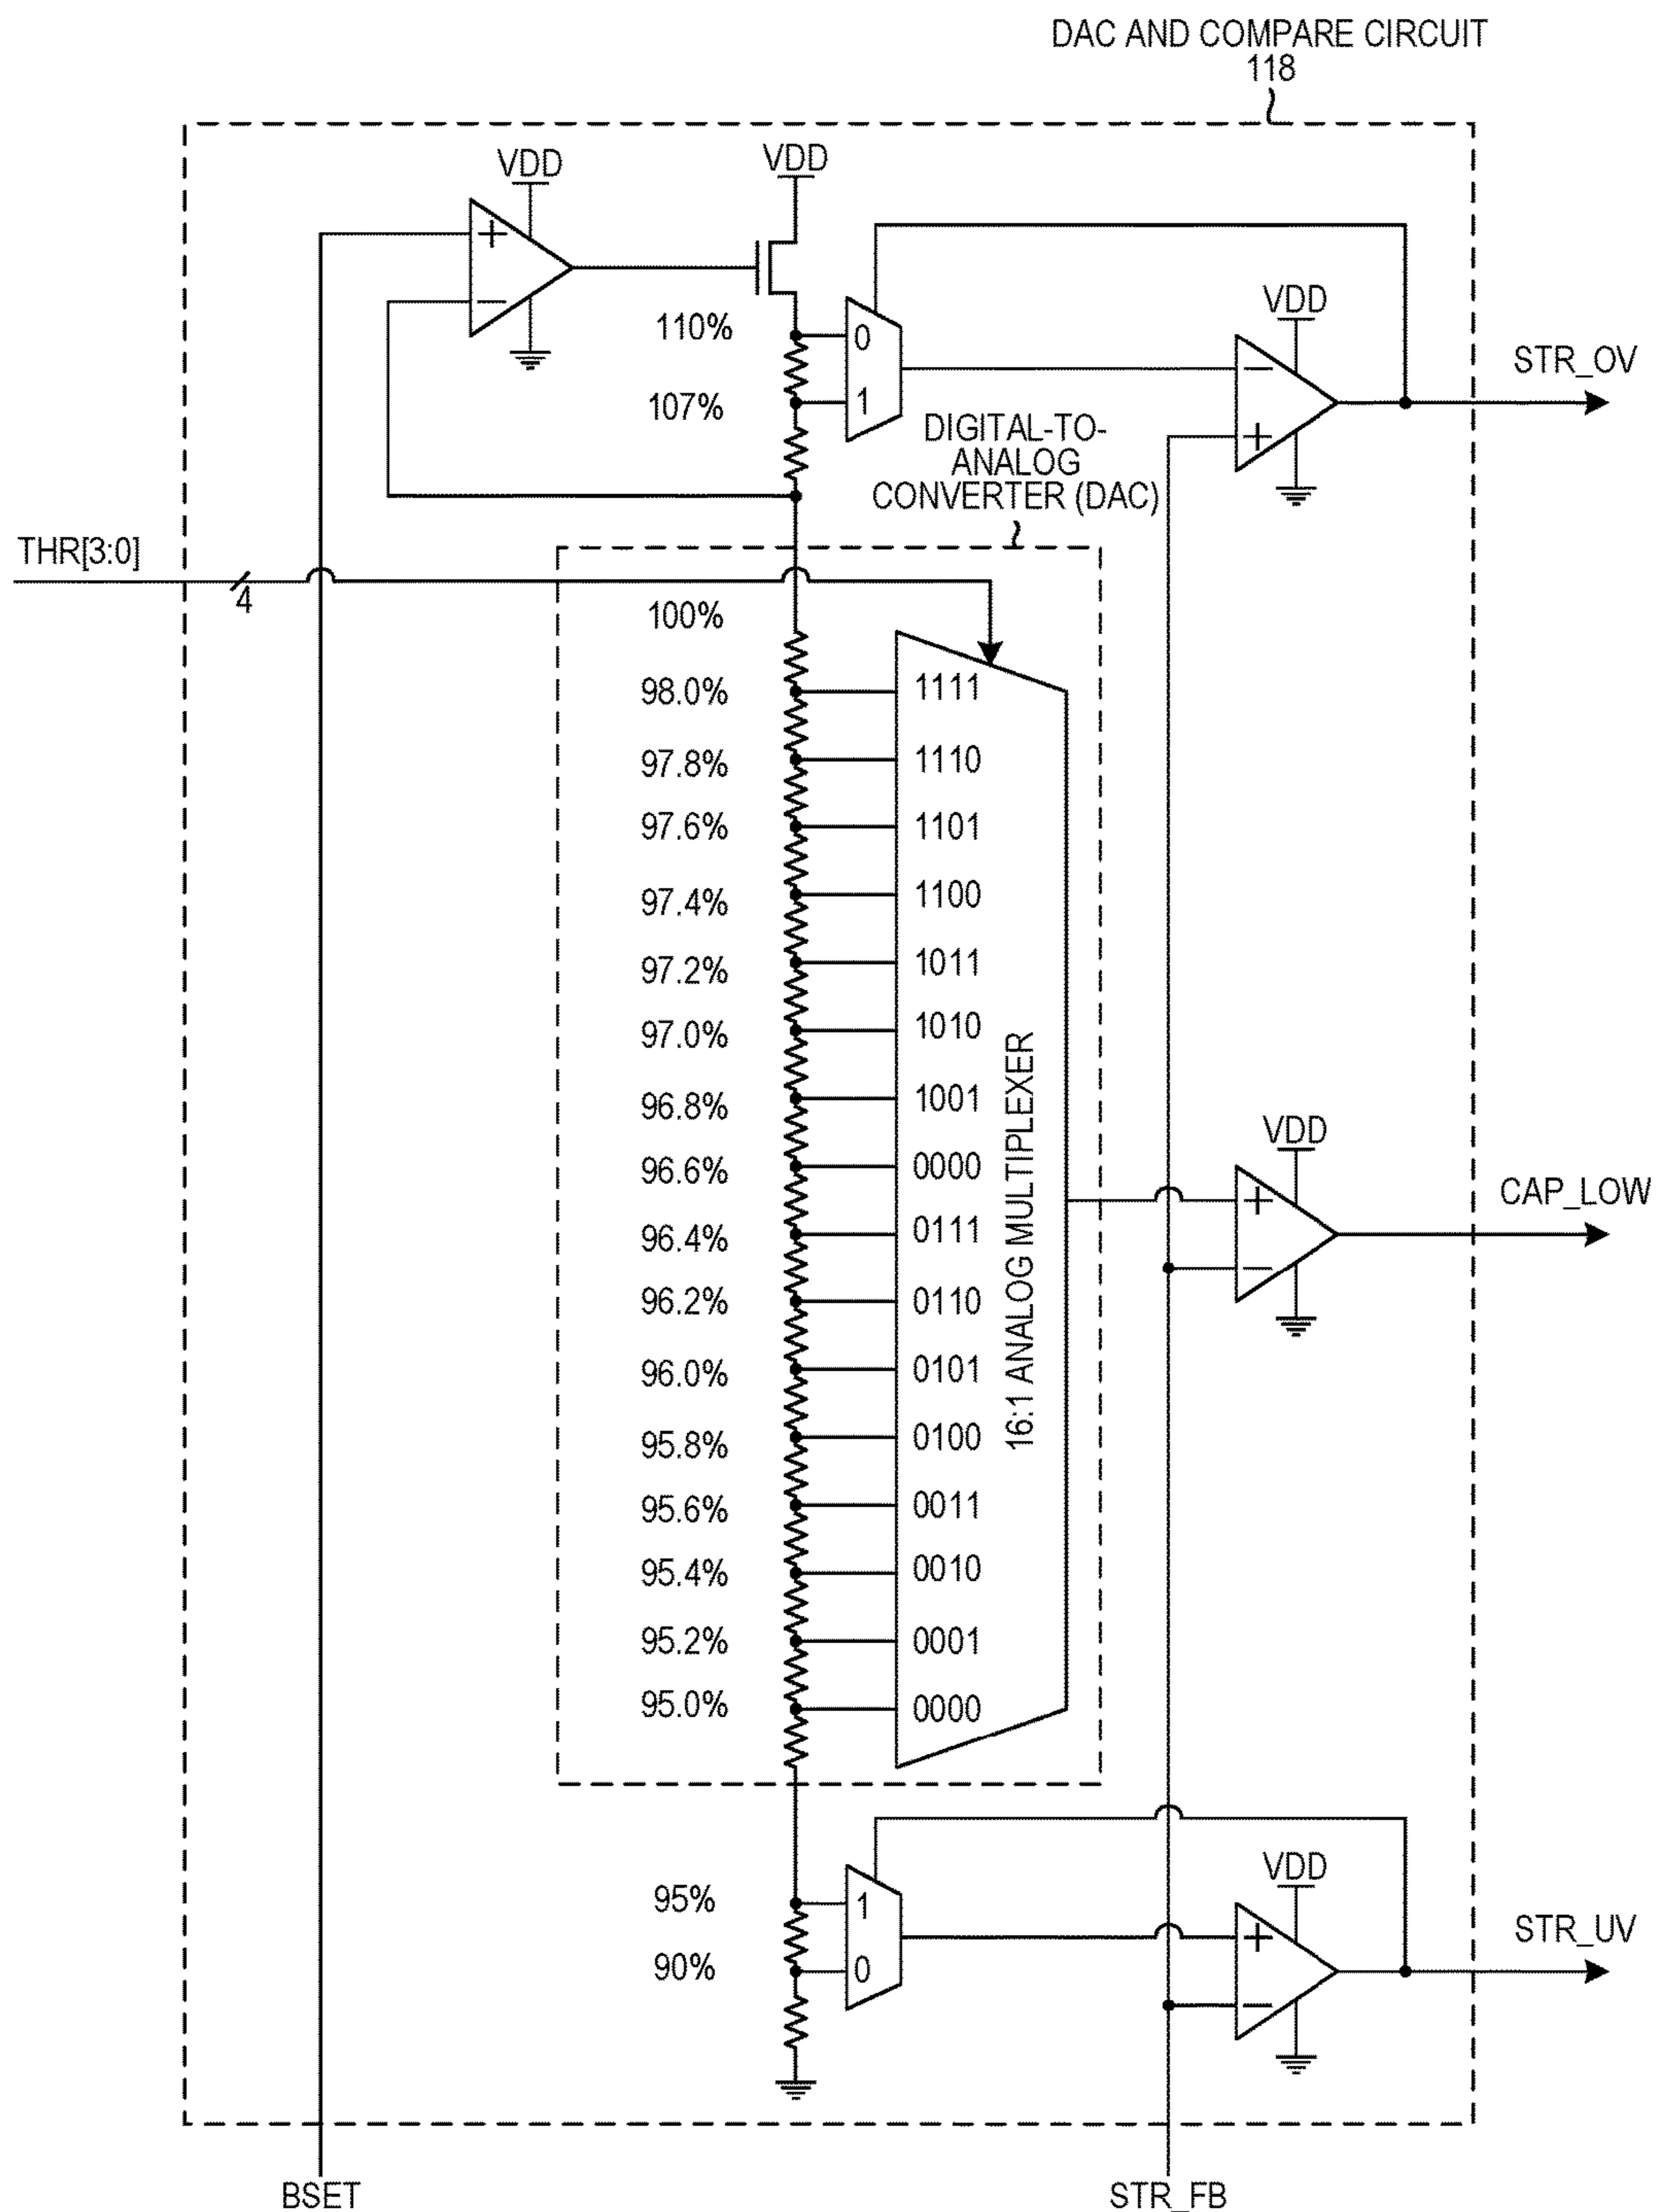 DAC AND COMPARE CIRCUIT
118
VDD
VDD
+
−
110%
0
107%
1
VDD
−
+
STR_OV
DIGITAL-TO-
ANALOG
CONVERTER (DAC)
THR[3:0]
4
100%
98.0% 1111
97.8% 1110
97.6% 1101
97.4% 1100
97.2% 1011
97.0% 1010
96.8% 1001
96.6% 0000
96.4% 0111
96.2% 0110
96.0% 0101
95.8% 0100
95.6% 0011
95.4% 0010
95.2% 0001
95.0% 0000
16:1 ANALOG MULTIPLEXER
VDD
+
−
CAP_LOW
95% 1
90% 0
VDD
+
−
STR_UV
BSET
STR_FB